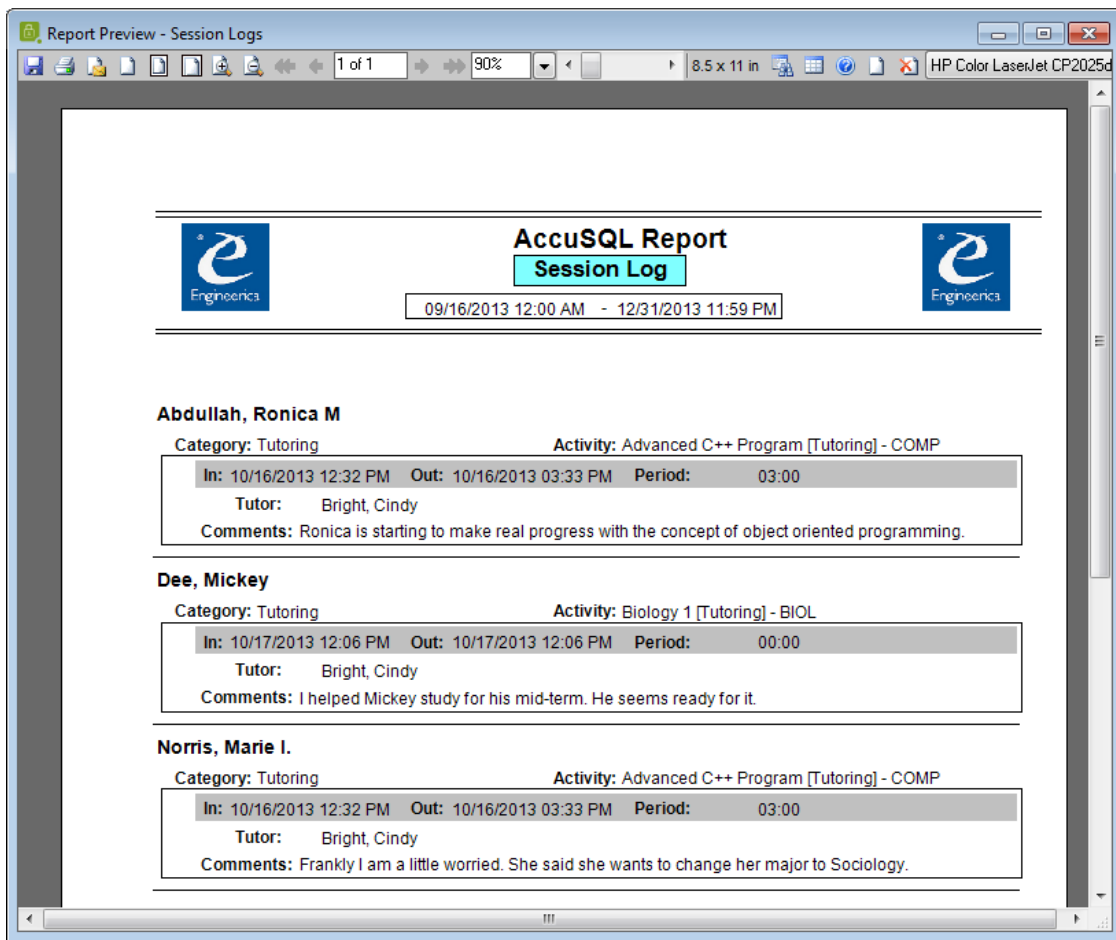 Report Preview - Session Logs
1 of 1 90% 8.5 x 11 in HP Color LaserJet CP2025d
AccuSQL Report
e Engineerica
Session Log
e Engineerica
09/16/2013 12:00 AM - 12/31/2013 11:59 PM
Abdullah, Ronica M
Category: Tutoring Activity: Advanced C++ Program [Tutoring] - COMP
In: 10/16/2013 12:32 PM Out: 10/16/2013 03:33 PM Period: 03:00
Tutor: Bright, Cindy
Comments: Ronica is starting to make real progress with the concept of object oriented programming.
Dee, Mickey
Category: Tutoring Activity: Biology 1 [Tutoring] - BIOL
In: 10/17/2013 12:06 PM Out: 10/17/2013 12:06 PM Period: 00:00
Tutor: Bright, Cindy
Comments: I helped Mickey study for his mid-term. He seems ready for it.
Norris, Marie I.
Category: Tutoring Activity: Advanced C++ Program [Tutoring] - COMP
In: 10/16/2013 12:32 PM Out: 10/16/2013 03:33 PM Period: 03:00
Tutor: Bright, Cindy
Comments: Frankly I am a little worried. She said she wants to change her major to Sociology.